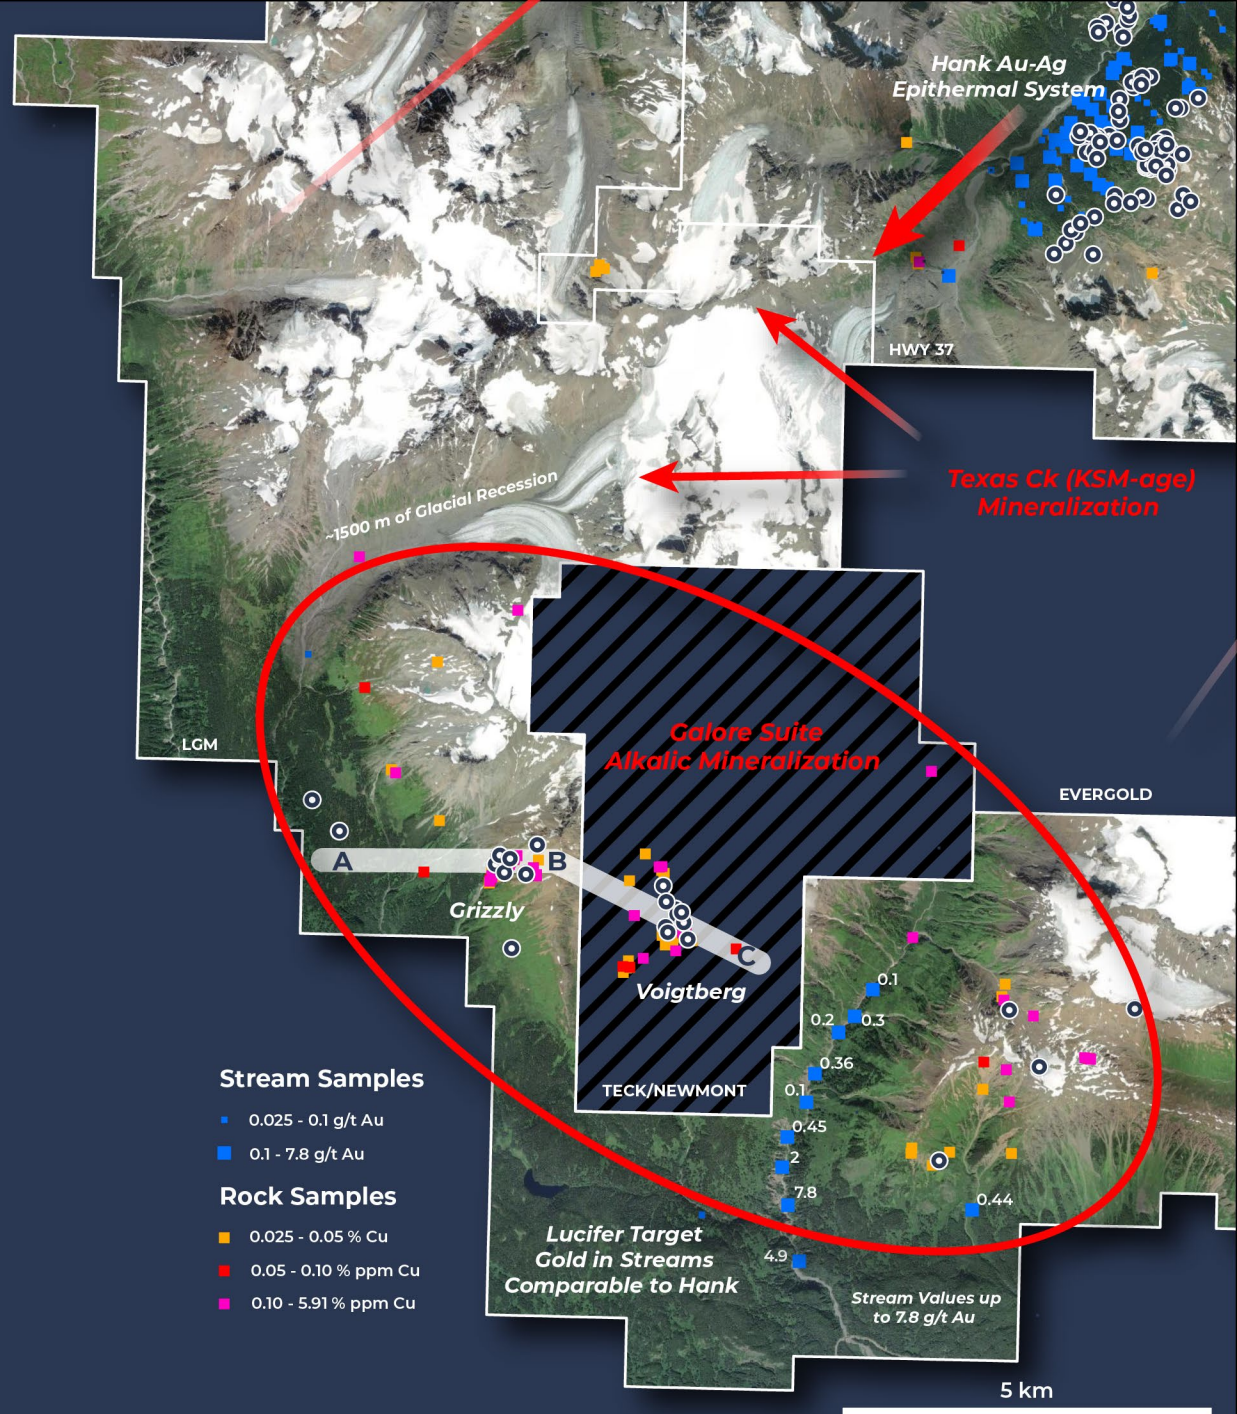 Hank Au-Ag
Epithermal System
HWY 37
Texas Ck (KSM-age)
Mineralization
~1500 m of Glacial Recession
Galore Suite
Alkalic Mineralization
LGM
EVERGOLD
A
B
Grizzly
C
Voigtberg
0.1
0.2
0.3
0.36
TECK/NEWMONT
0.1
0.45
2
7.8
0.44
4.9
Stream Samples
0.025 - 0.1 g/t Au
0.1 - 7.8 g/t Au
Rock Samples
0.025 - 0.05 % Cu
0.05 - 0.10 % ppm Cu
0.10 - 5.91 % ppm Cu
Lucifer Target
Gold in Streams
Comparable to Hank
Stream Values up
to 7.8 g/t Au
5 km